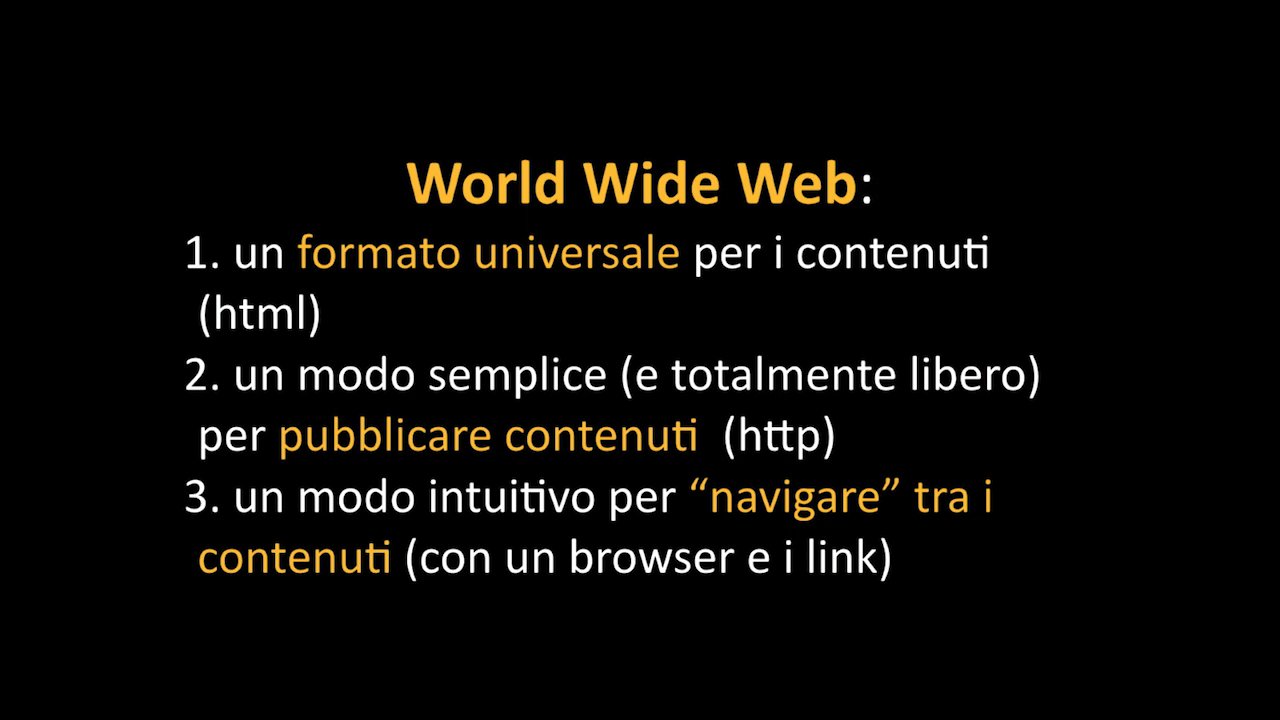 World Wide Web:
1. un formato universale per i contenuti
(html)
2. un modo semplice (e totalmente libero)
per pubblicare contenuti (http)
3. un modo intuitivo per “navigare” tra i
contenuti (con un browser e i link)